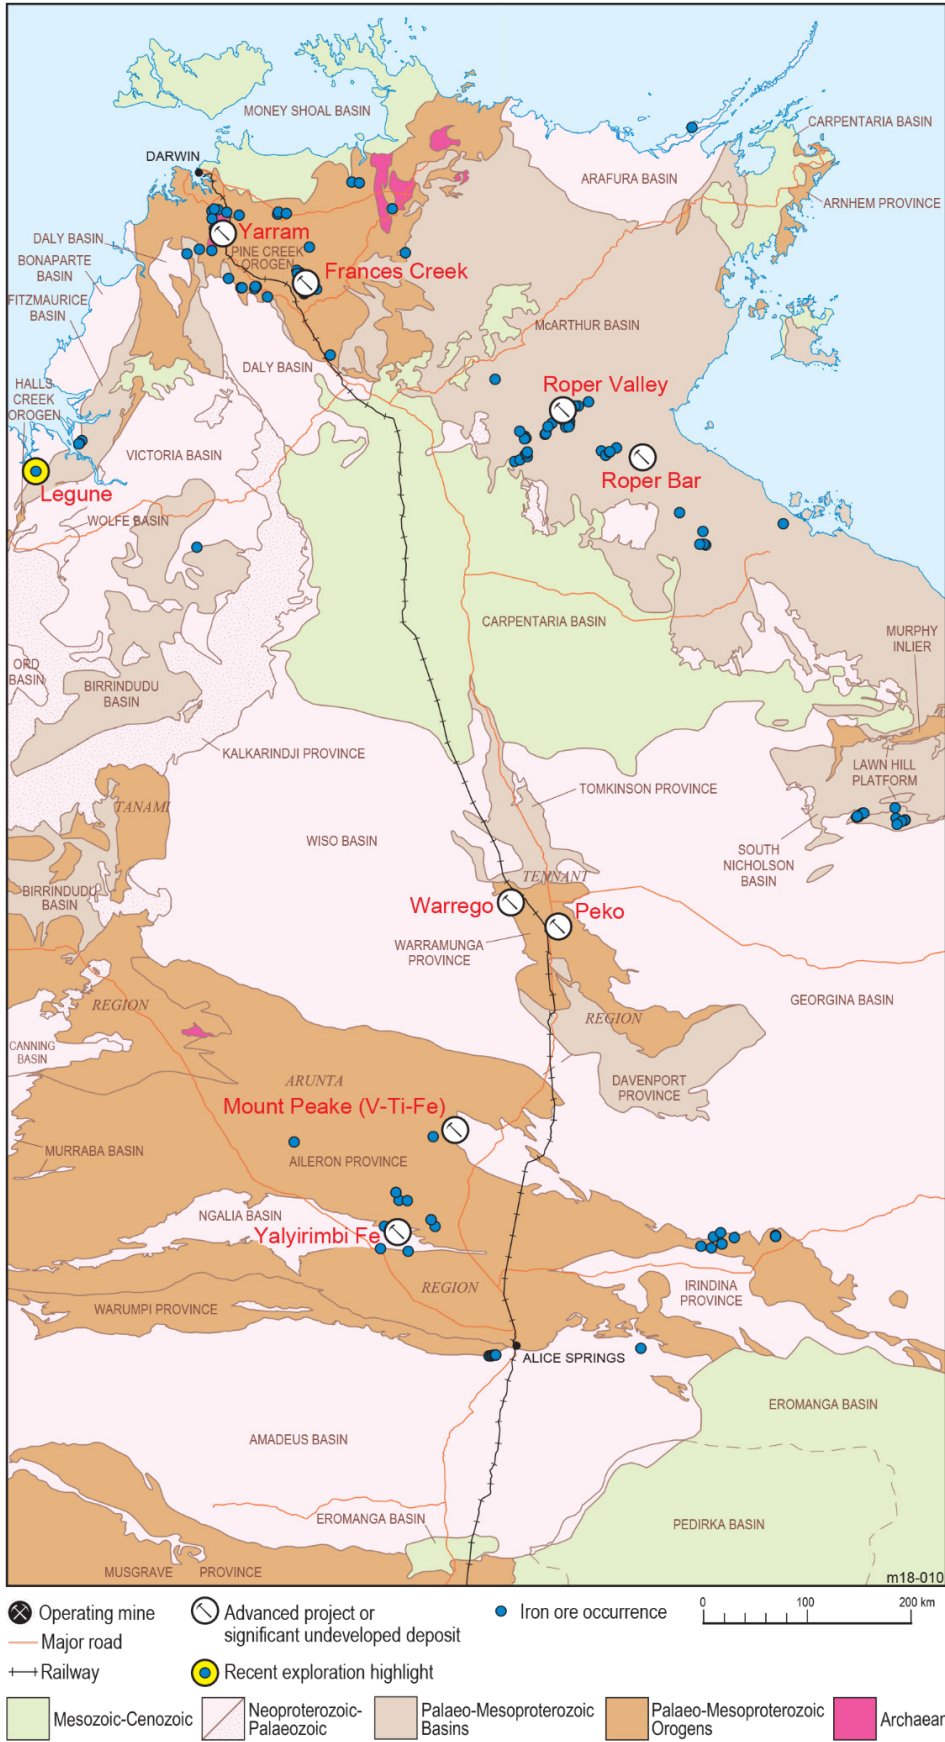 MONEY SHOAL BASIN
CARPENTARIA BASIN
DARWIN
ARAFURA BASIN
ARNHEM PROVINCE
Yarram
DALY BASIN
PINE CREEK
OROGEN
BONAPARTE
BASIN
Frances Creek
FITZMAURICE
BASIN
McARTHUR BASIN
DALY BASIN
HALLS
CREEK
OROGEN
Roper Valley
VICTORIA BASIN
Roper Bar
Legune
WOLFE BASIN
CARPENTARIA BASIN
MURPHY
INLIER
ORD
BASIN
BIRRINDUDU
BASIN
KALKARINDJI PROVINCE
LAWN HILL
PLATFORM
TOMKINSON PROVINCE
TANAMI
WISO BASIN
SOUTH
NICHOLSON
BASIN
TENNANT
BIRRINDUDU
BASIN
Warrego
Peko
WARRAMUNGA
PROVINCE
REGION
GEORGINA BASIN
REGION
CANNING
BASIN
ARUNTA
DAVENPORT
PROVINCE
Mount Peake (V-Ti-Fe)
MURRABA BASIN
AILERON PROVINCE
NGALIA BASIN
Yalyirimbi Fe
REGION
IRINDINA
PROVINCE
WARUMPI PROVINCE
ALICE SPRINGS
EROMANGA BASIN
AMADEUS BASIN
EROMANGA BASIN
PEDIRKA BASIN
MUSGRAVE PROVINCE
m18-010
Operating mine
Advanced project or
significant undeveloped deposit
Iron ore occurrence
0 100 200 km
Major road
Railway
Recent exploration highlight
Mesozoic-Cenozoic
Neoproterozoic-
Palaeozoic
Palaeo-Mesoproterozoic
Basins
Palaeo-Mesoproterozoic
Orogens
Archaean